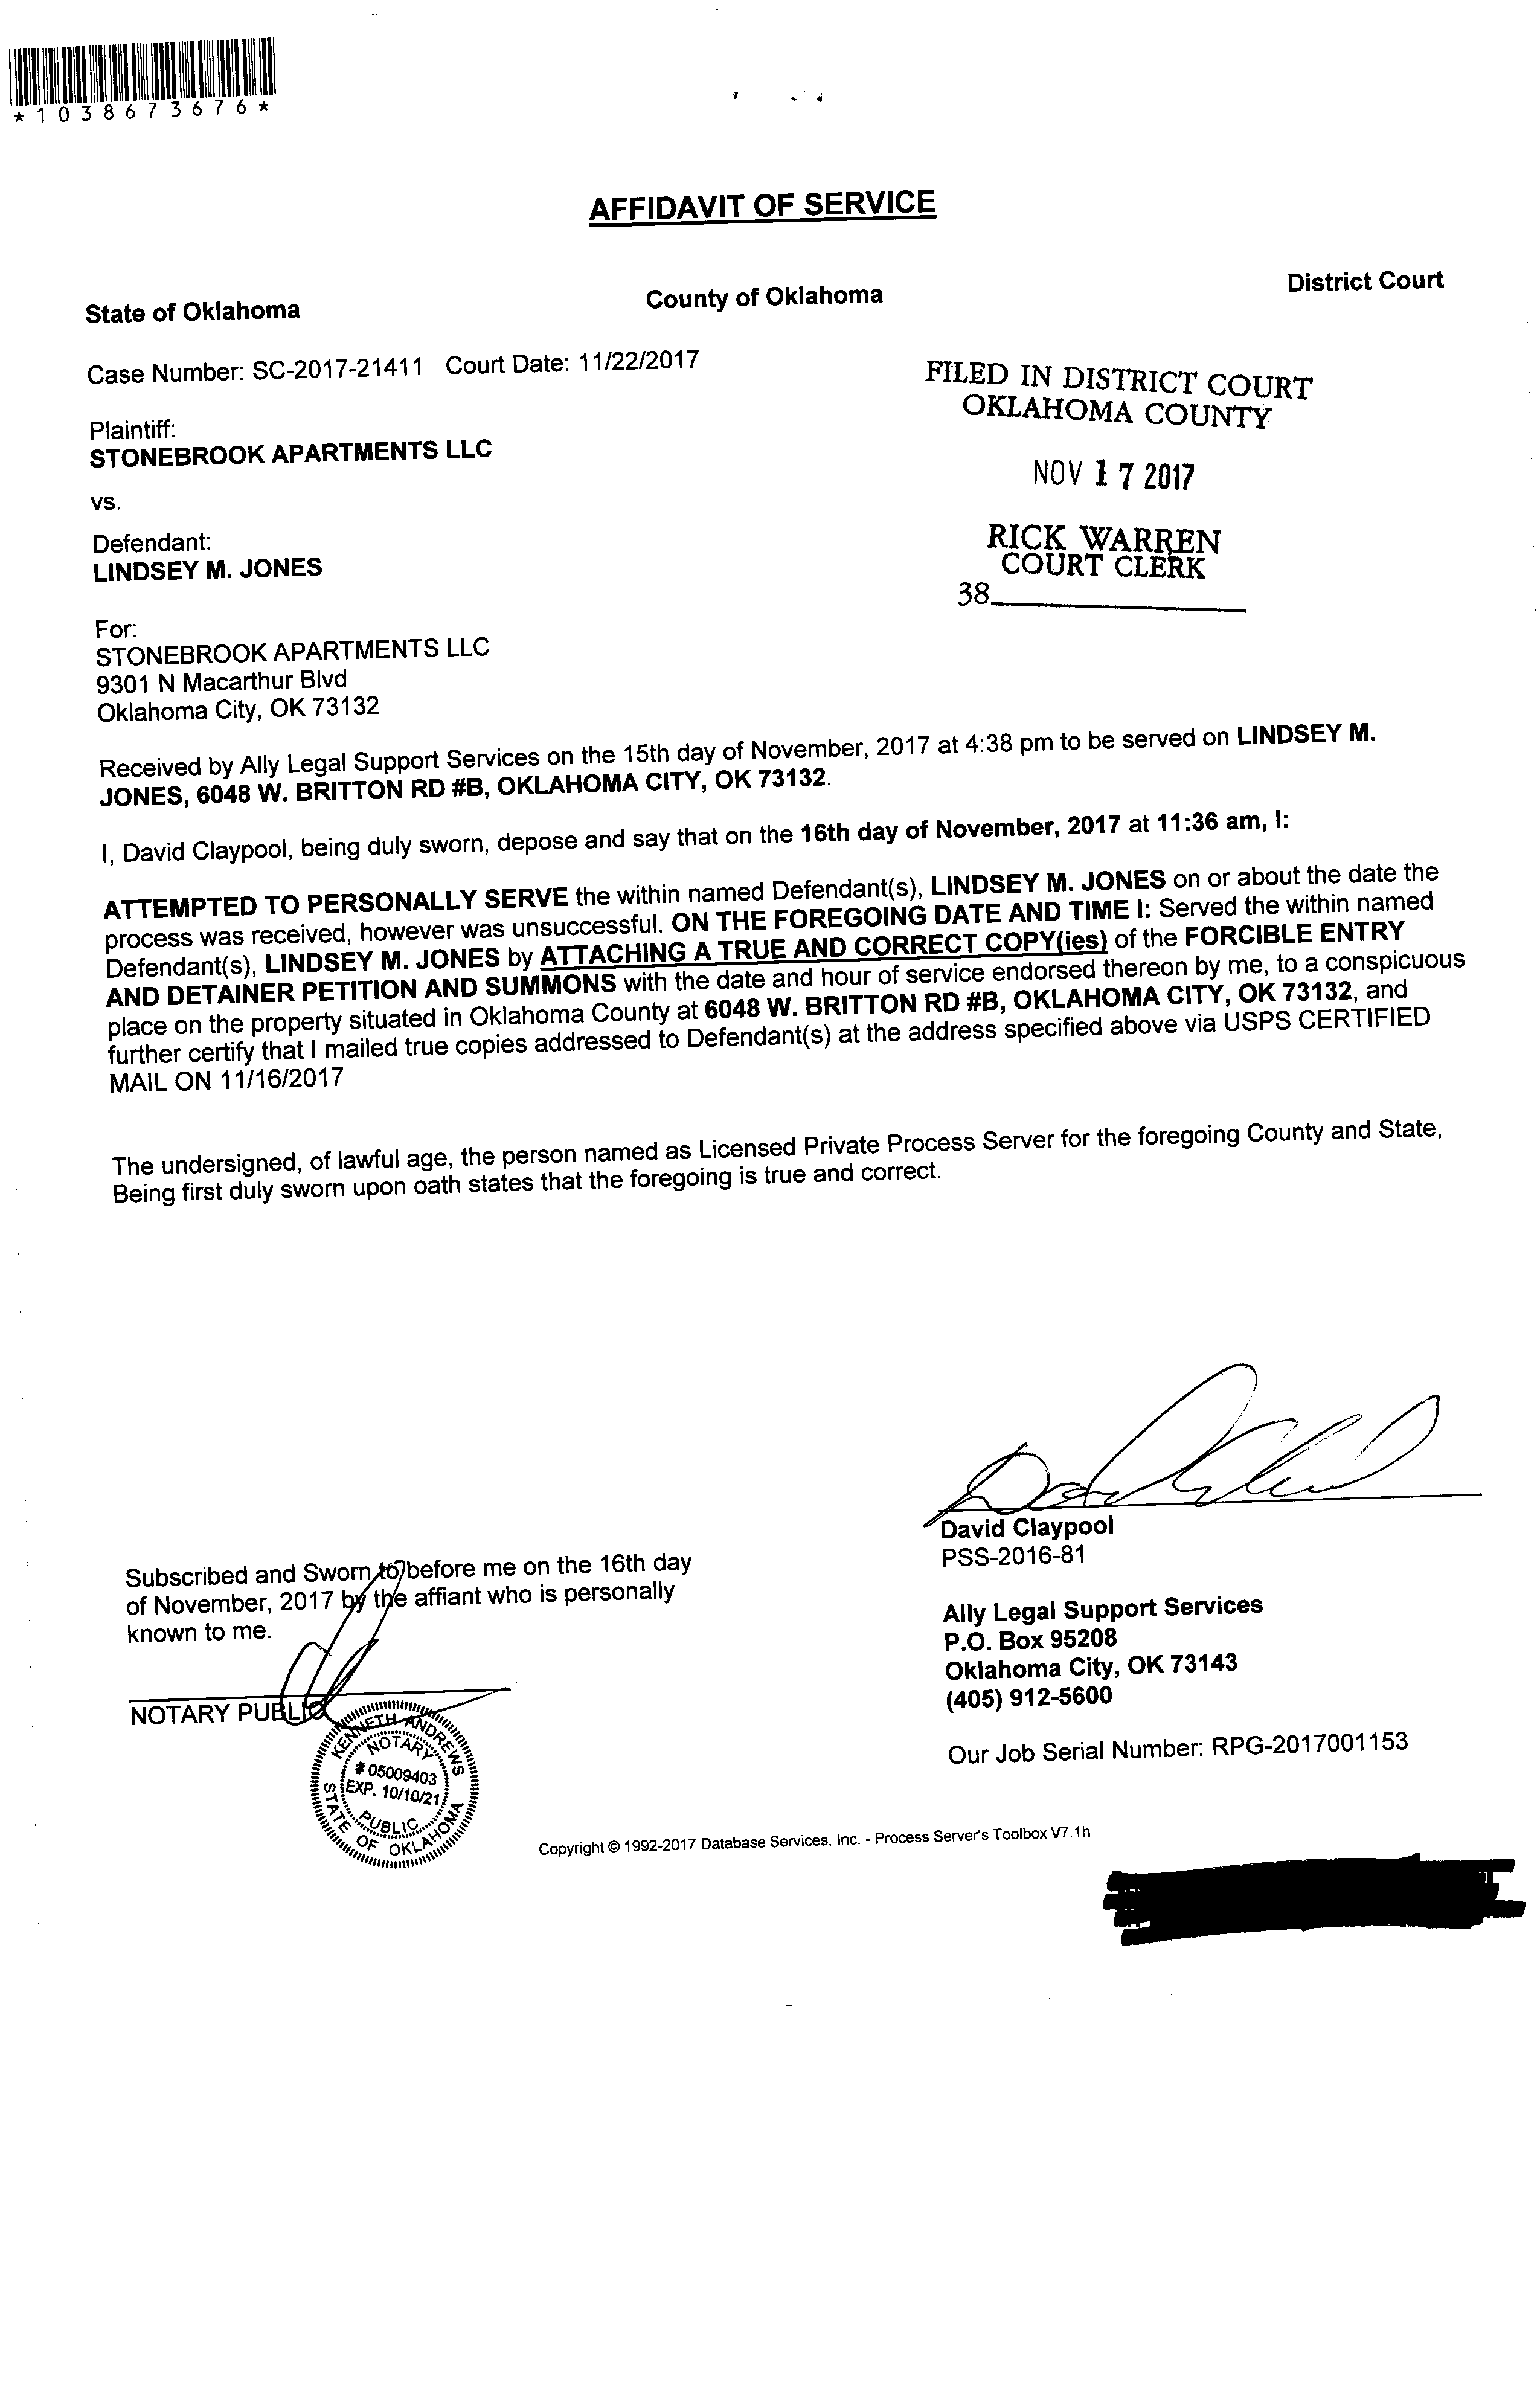 *1038673676*
AFFIDAVIT OF SERVICE
State of Oklahoma County of Oklahoma District Court
Case Number: SC-2017-21411 Court Date: 11/22/2017
FILED IN DISTRICT COURT
OKLAHOMA COUNTY
NOV 17 2017
RICK WARREN
COURT CLERK
38
Plaintiff:
STONEBROOK APARTMENTS LLC
vs.
Defendant:
LINDSEY M. JONES
For:
STONEBROOK APARTMENTS LLC
9301 N Macarthur Blvd
Oklahoma City, OK 73132
Received by Ally Legal Support Services on the 15th day of November, 2017 at 4:38 pm to be served on LINDSEY M.
JONES, 6048 W. BRITTON RD #B, OKLAHOMA CITY, OK 73132.
I, David Claypool, being duly sworn, depose and say that on the 16th day of November, 2017 at 11:36 am, I:
ATTEMPTED TO PERSONALLY SERVE the within named Defendant(s), LINDSEY M. JONES on or about the date the
process was received, however was unsuccessful. ON THE FOREGOING DATE AND TIME I: Served the within named
Defendant(s), LINDSEY M. JONES by ATTACHING A TRUE AND CORRECT COPY(ies) of the FORCIBLE ENTRY
AND DETAINER PETITION AND SUMMONS with the date and hour of service endorsed thereon by me, to a conspicuous
place on the property situated in Oklahoma County at 6048 W. BRITTON RD #B, OKLAHOMA CITY, OK 73132, and
further certify that I mailed true copies addressed to Defendant(s) at the address specified above via USPS CERTIFIED
MAIL ON 11/16/2017
The undersigned, of lawful age, the person named as Licensed Private Process Server for the foregoing County and State,
Being first duly sworn upon oath states that the foregoing is true and correct.
Subscribed and Sworn to before me on the 16th day
of November, 2017 by the affiant who is personally
known to me.
NOTARY PUBLIC
KENNETH ANDREWS
NOTARY
# 05009403
EXP. 10/10/21
PUBLIC
STATE OF OKLAHOMA
David Claypool
PSS-2016-81
Ally Legal Support Services
P.O. Box 95208
Oklahoma City, OK 73143
(405) 912-5600
Our Job Serial Number: RPG-2017001153
Copyright © 1992-2017 Database Services, Inc. - Process Server's Toolbox V7.1h